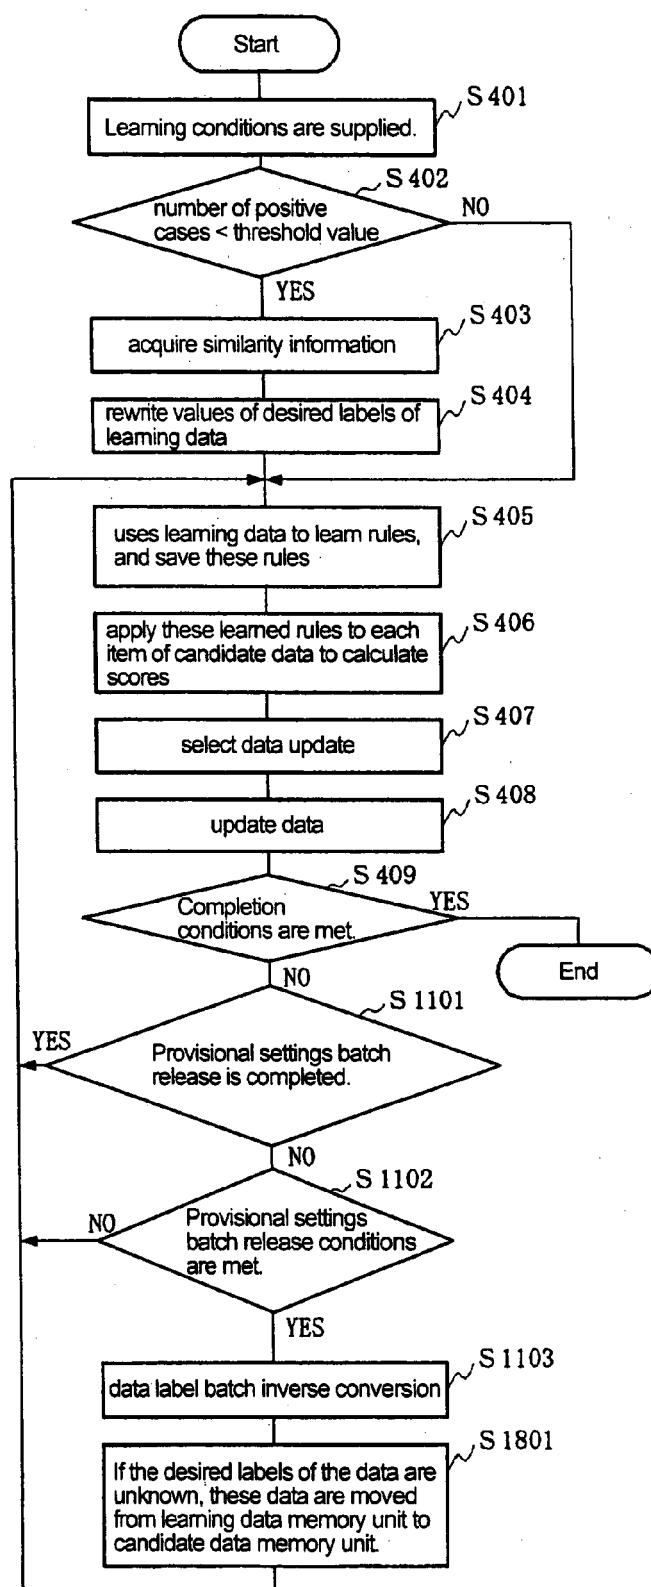 Start
S 401
Learning conditions are supplied.
S 402
number of positive
cases < threshold value
NO
YES
S 403
acquire similarity information
S 404
rewrite values of desired labels of
learning data
S 405
uses learning data to learn rules,
and save these rules
S 406
apply these learned rules to each
item of candidate data to calculate
scores
S 407
select data update
S 408
update data
S 409
Completion
conditions are met.
YES
End
NO
S 1101
YES
Provisional settings batch
release is completed.
NO
S 1102
NO
Provisional settings
batch release conditions
are met.
YES
S 1103
data label batch inverse conversion
S 1801
If the desired labels of the data are
unknown, these data are moved
from learning data memory unit to
candidate data memory unit.